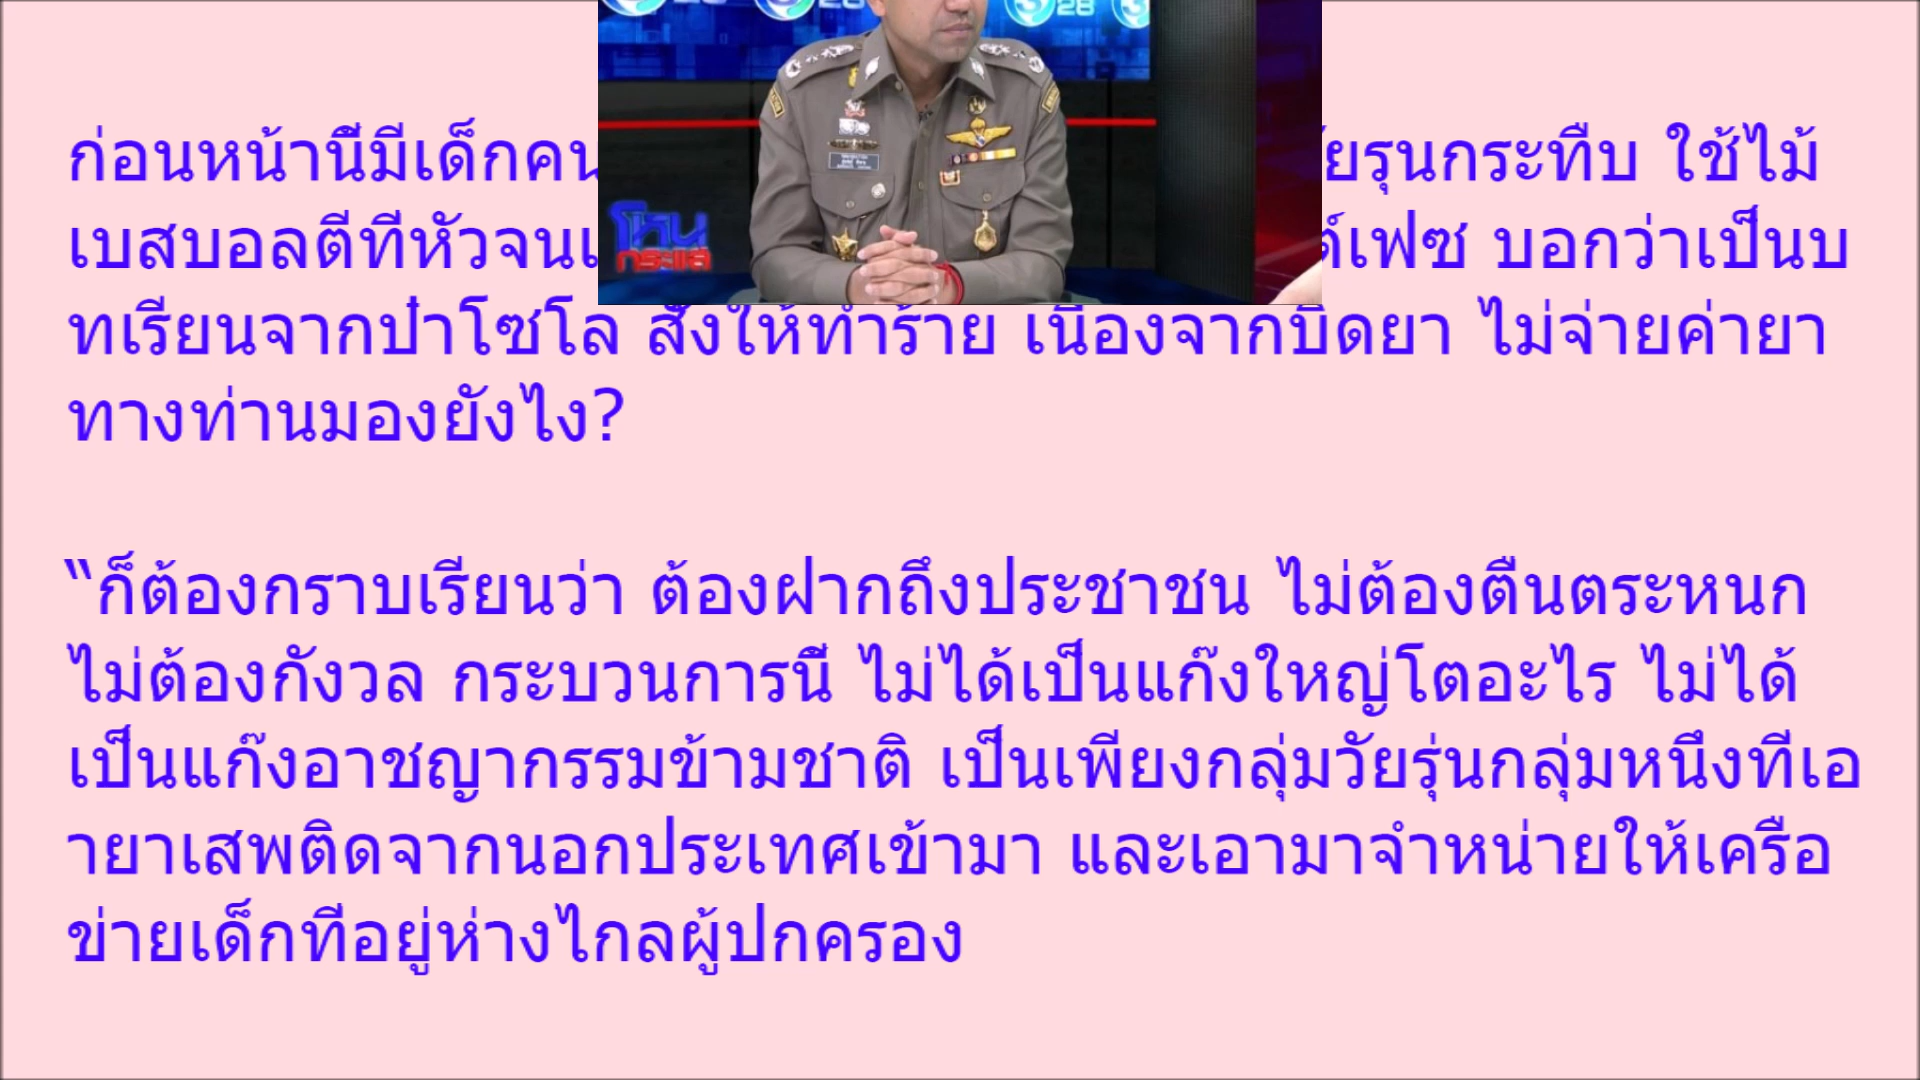 28
28
28
3
โหน
กระแส
ก่อนหน้านี้มีเด็กคน
วัยรุนกระทืบ ใช้ไม้
เบสบอลตีที่หัวจน
เฟซ บอกว่าเป็นบ
ทเรียนจากป๋าโซโล สั่งให้ทำร้าย เนื่องจากบิดยา ไม่จ่ายค่ายา
ทางท่านมองยังไง?
“ก็ต้องกราบเรียนว่า ต้องฝากถึงประชาชน ไม่ต้องตื่นตระหนก
ไม่ต้องกังวล กระบวนการนี้ ไม่ได้เป็นแก๊งใหญ่โตอะไร ไม่ได้
เป็นแก๊งอาชญากรรมข้ามชาติ เป็นเพียงกลุ่มวัยรุ่นกลุ่มหนึ่งที่เอ
ายาเสพติดจากนอกประเทศเข้ามา และเอามาจำหน่ายให้เครือ
ข่ายเด็กที่อยู่ห่างไกลผู้ปกครอง